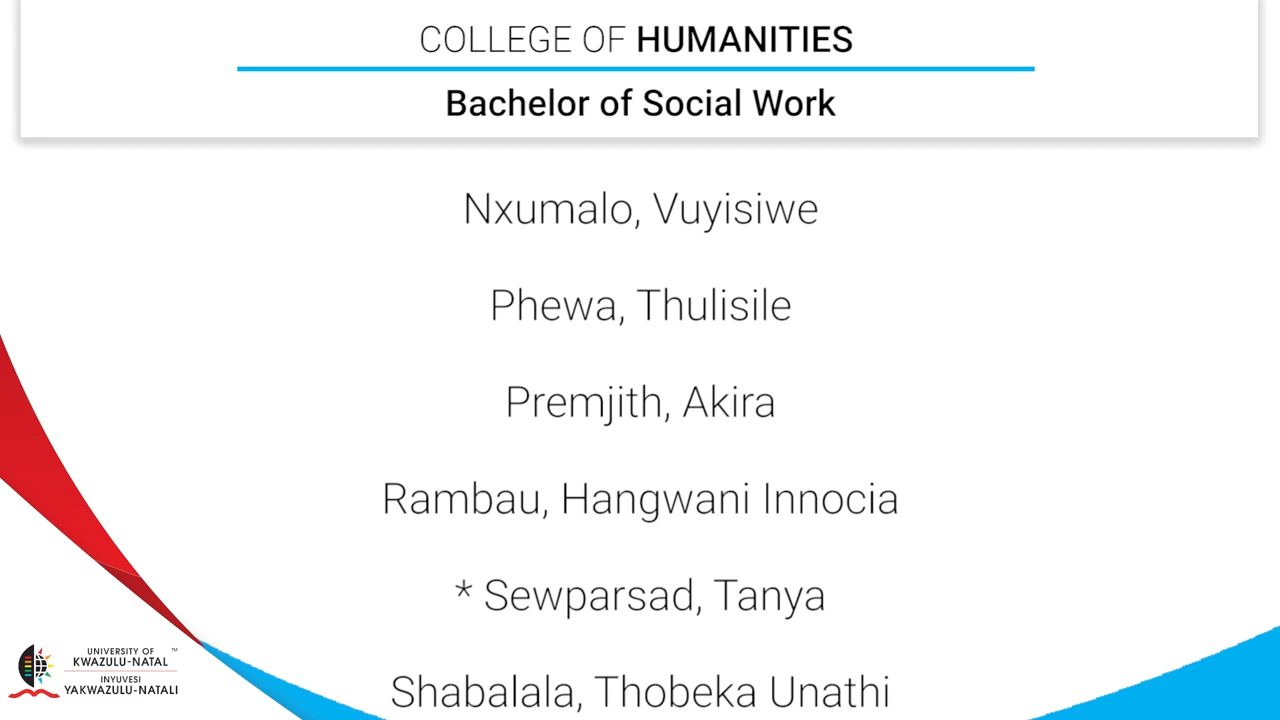 COLLEGE OF HUMANITIES
Bachelor of Social Work
Nxumalo, Vuyisiwe
Phewa, Thulisile
Premjith, Akira
Rambau, Hangwani Innocia
* Sewparsad, Tanya
Shabalala, Thobeka Unathi
UNIVERSITY OF ™
KWAZULU-NATAL
INYUVESI
YAKWAZULU-NATALI